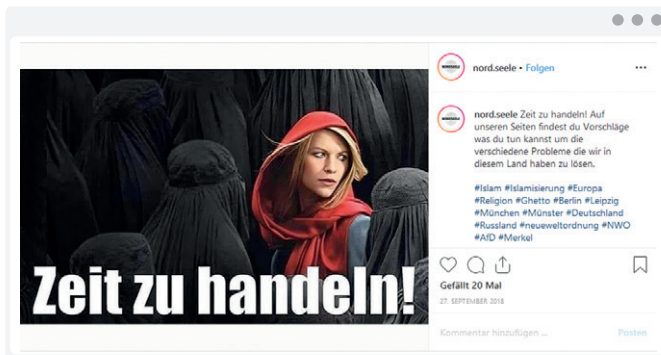 nord.seele • Folgen
nord.seele Zeit zu handeln! Auf
unseren Seiten findest du Vorschläge
was du tun kannst um die
verschiedene Probleme die wir in
diesem Land haben zu lösen.
#Islam #Islamisierung #Europa
#Religion #Ghetto #Berlin #Leipzig
#München #Münster #Deutschland
#Russland #neueweltordnung #NWO
#AfD #Merkel
Zeit zu handeln!
Gefällt 20 Mal
27. SEPTEMBER 2018
Kommentar hinzufügen ... Posten